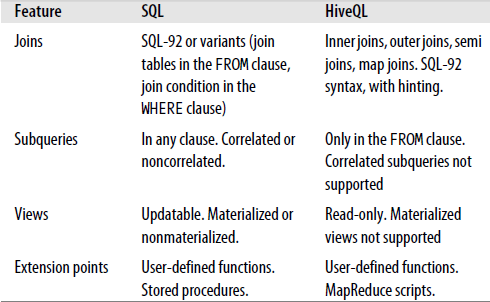 Feature SQL HiveQL
Joins SQL-92 or variants (join Inner joins, outer joins, semi
tables in the FROM clause, joins, map joins. SQL-92
join condition in the syntax, with hinting.
WHERE clause)
Subqueries In any clause. Correlated or Only in the FROM clause.
noncorrelated. Correlated subqueries not
supported
Views Updatable. Materialized or Read-only. Materialized
nonmaterialized. views not supported
Extension points User-defined functions. User-defined functions.
Stored procedures. MapReduce scripts.